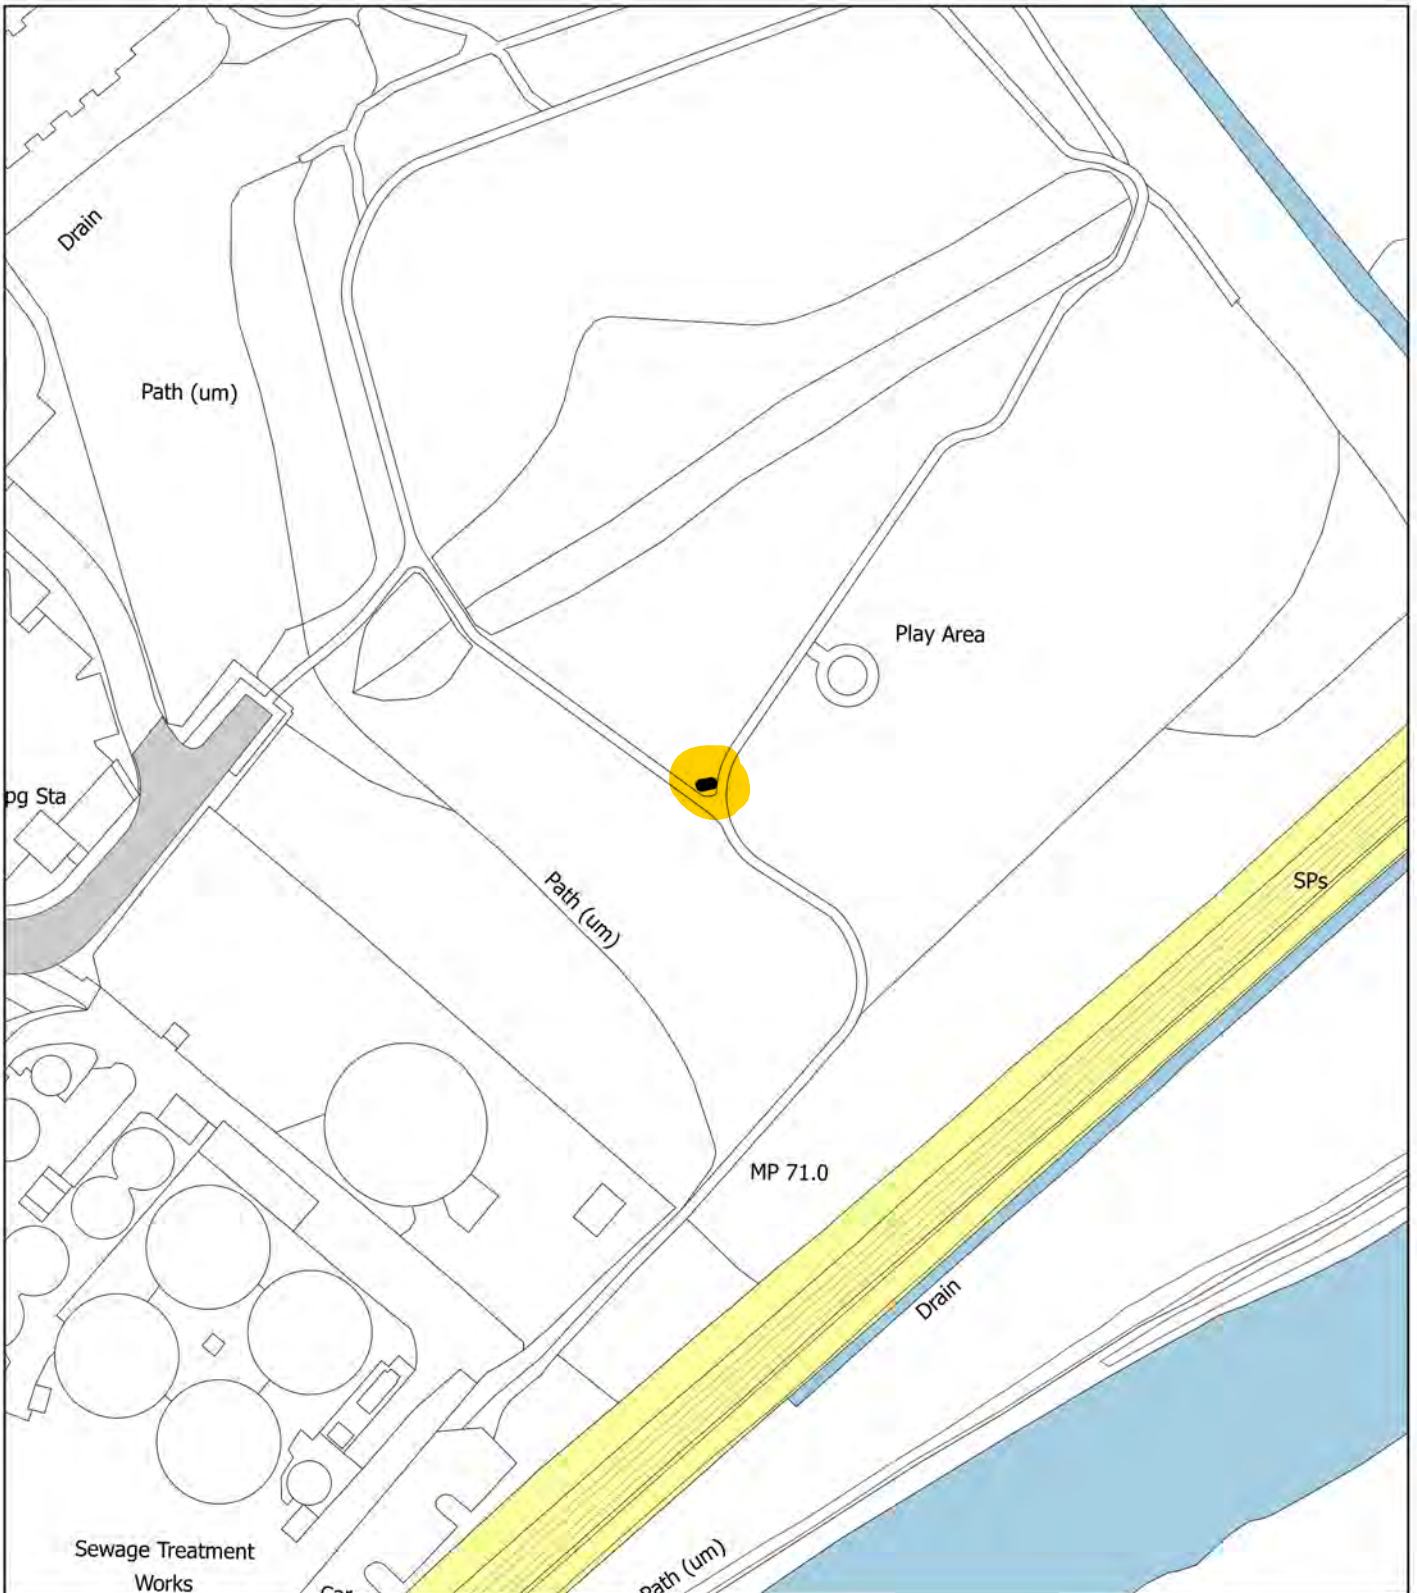 Drain
Path (um)
Play Area
pg Sta
SPs
Path (um)
MP 71.0
Drain
Sewage Treatment
Works
Path (um)